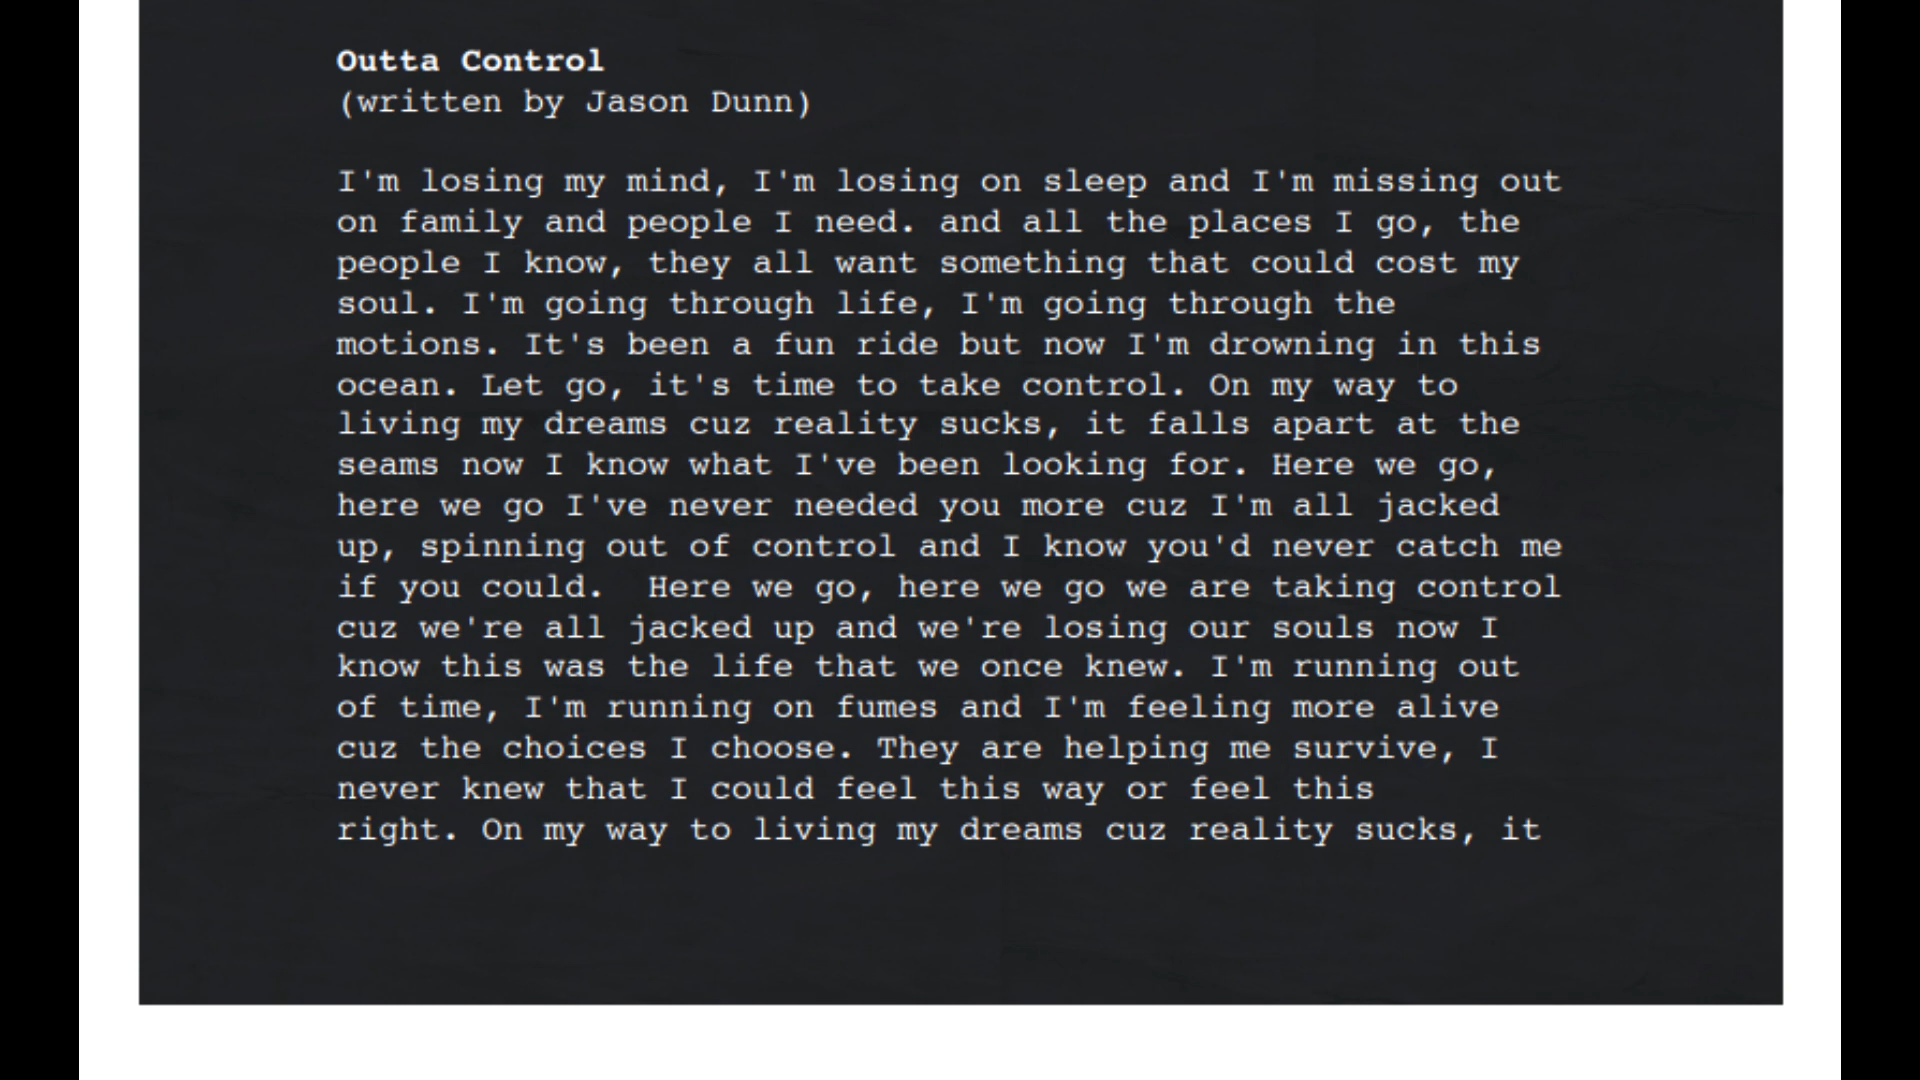 Outta Control
(written by Jason Dunn)
I'm losing my mind, I'm losing on sleep and I'm missing out
on family and people I need. and all the places I go, the
people I know, they all want something that could cost my
soul. I'm going through life, I'm going through the
motions. It's been a fun ride but now I'm drowning in this
ocean. Let go, it's time to take control. On my way to
living my dreams cuz reality sucks, it falls apart at the
seams now I know what I've been looking for. Here we go,
here we go I've never needed you more cuz I'm all jacked
up, spinning out of control and I know you'd never catch me
if you could.  Here we go, here we go we are taking control
cuz we're all jacked up and we're losing our souls now I
know this was the life that we once knew. I'm running out
of time, I'm running on fumes and I'm feeling more alive
cuz the choices I choose. They are helping me survive, I
never knew that I could feel this way or feel this
right. On my way to living my dreams cuz reality sucks, it